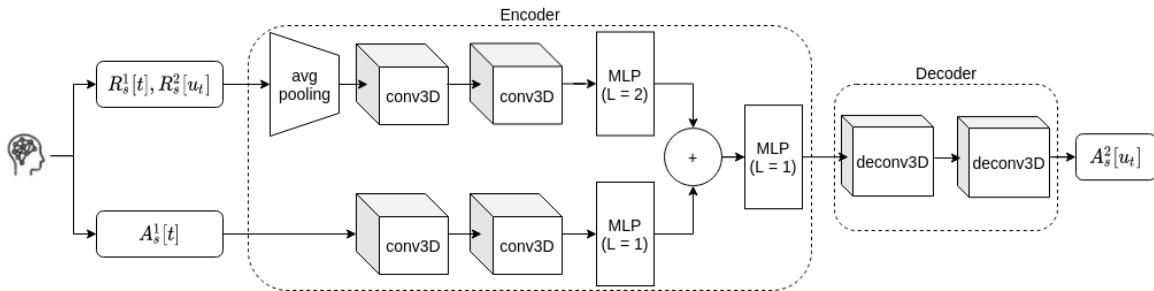 Encoder
avg
pooling
conv3D
conv3D
MLP
(L = 2)
$R_s^1[t], R_s^2[u_t]$
+
MLP
(L = 1)
Decoder
deconv3D
deconv3D
$A_s^2[u_t]$
$A_s^1[t]$
conv3D
conv3D
MLP
(L = 1)